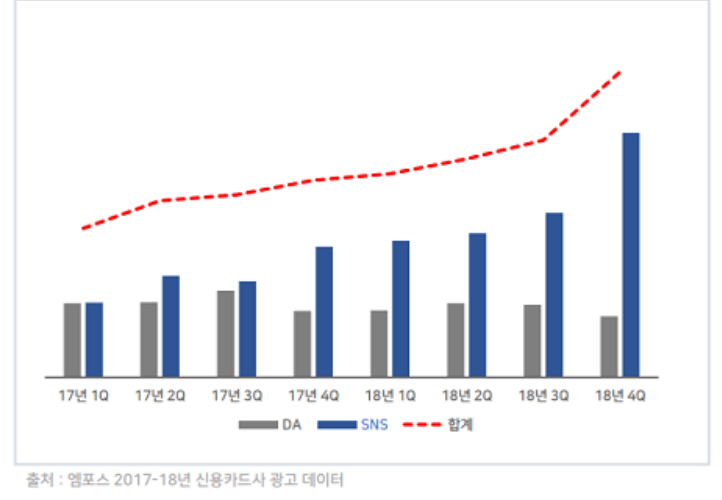 17년 1Q 17년 2Q 17년 3Q 17년 4Q 18년 1Q 18년 2Q 18년 3Q 18년 4Q
DA SNS 합계
출처 : 엠포스 2017-18년 신용카드사 광고 데이터